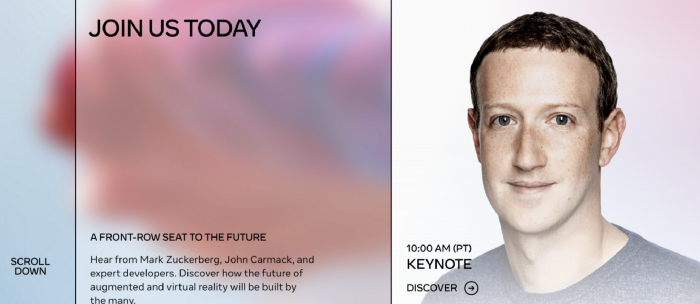 JOIN US TODAY
A FRONT-ROW SEAT TO THE FUTURE
Hear from Mark Zuckerberg, John Carmack, and
expert developers. Discover how the future of
augmented and virtual reality will be built by
the many.
SCROLL
DOWN
10:00 AM (PT)
KEYNOTE
DISCOVER